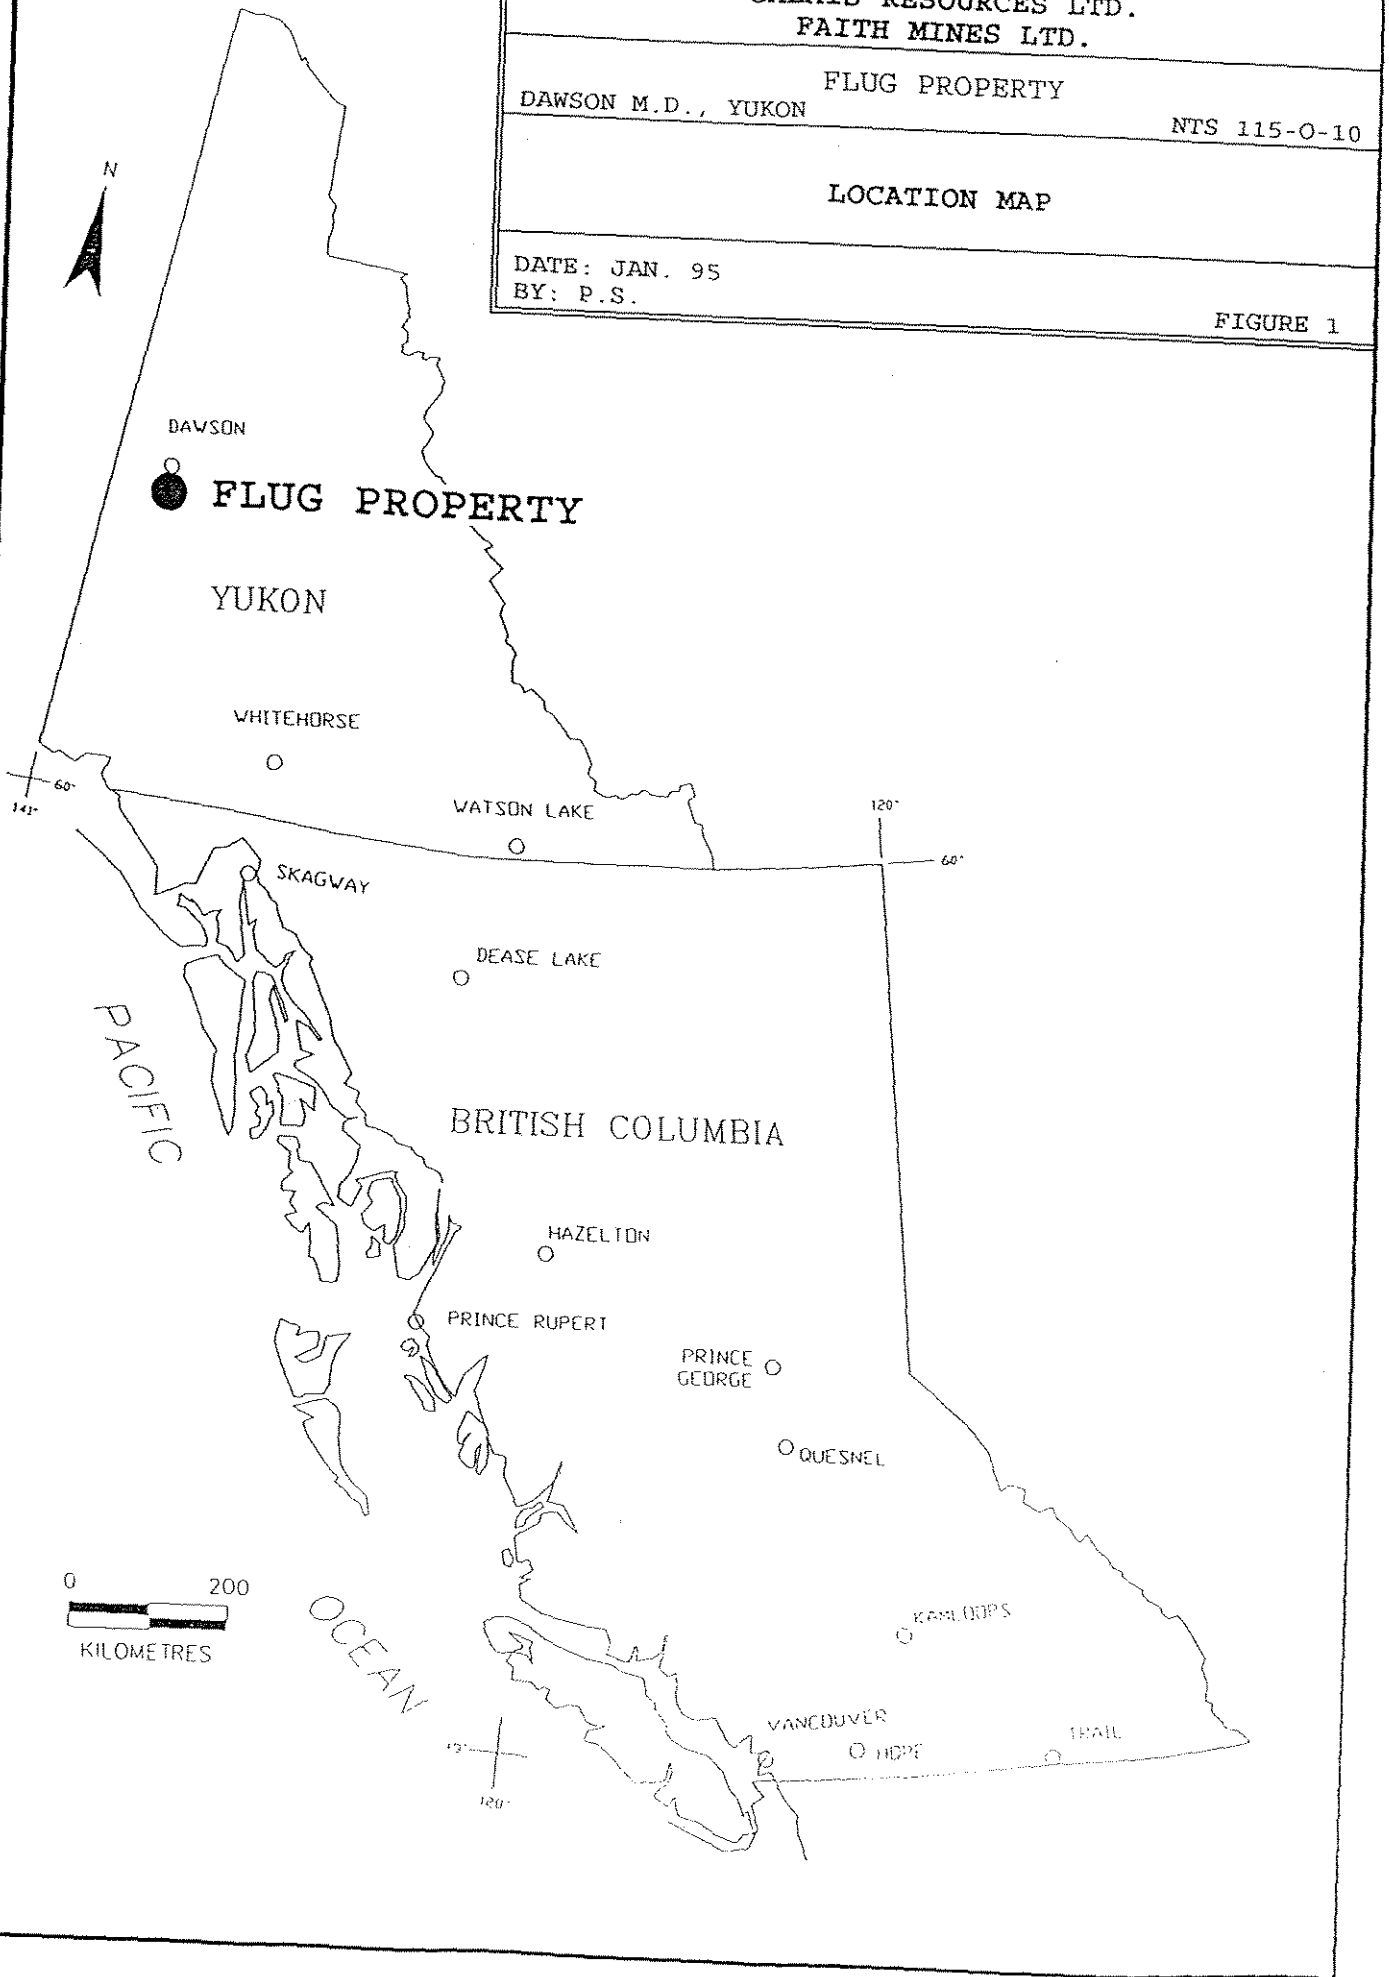 RESOURCES LTD.
FAITH MINES LTD.
FLUG PROPERTY
DAWSON M.D., YUKON
NTS 115-O-10
LOCATION MAP
DATE: JAN. 95
BY: P.S.
FIGURE 1
N
DAWSON
FLUG PROPERTY
YUKON
WHITEHORSE
60°
141°
WATSON LAKE
120°
60°
SKAGWAY
DEASE LAKE
PACIFIC
BRITISH COLUMBIA
HAZELTON
PRINCE RUPERT
PRINCE
GEORGE
QUESNEL
0 200
KILOMETRES
OCEAN
KAMLOOPS
VANCOUVER
HOPE
TRAIL
120°